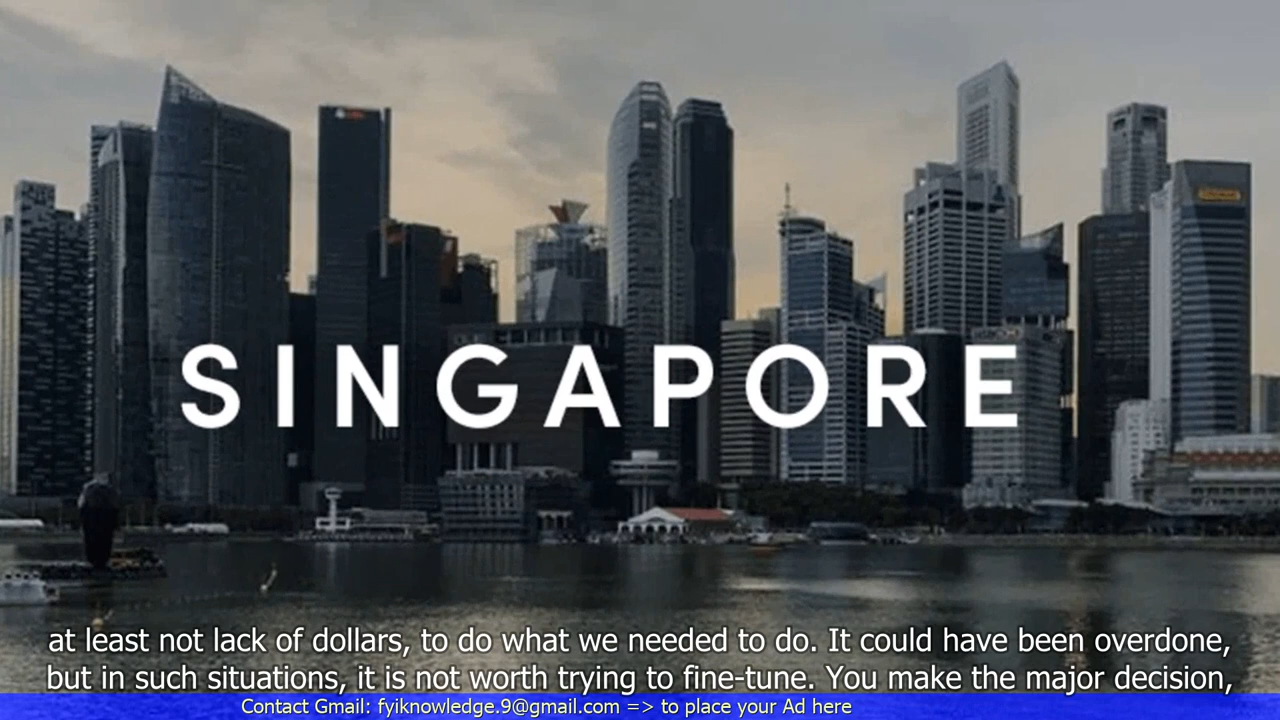 SINGAPORE
at least not lack of dollars, to do what we needed to do. It could have been overdone,
but in such situations, it is not worth trying to fine-tune. You make the major decision,
Contact Gmail: fyiknowledge.9@gmail.com => to place your Ad here